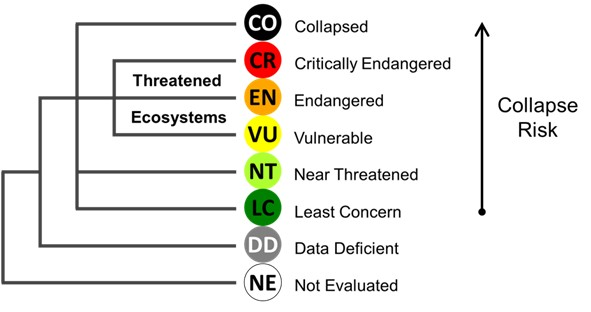 CO Collapsed
CR Critically Endangered
Threatened
EN Endangered
Ecosystems
VU Vulnerable
NT Near Threatened
LC Least Concern
DD Data Deficient
NE Not Evaluated
Collapse
Risk